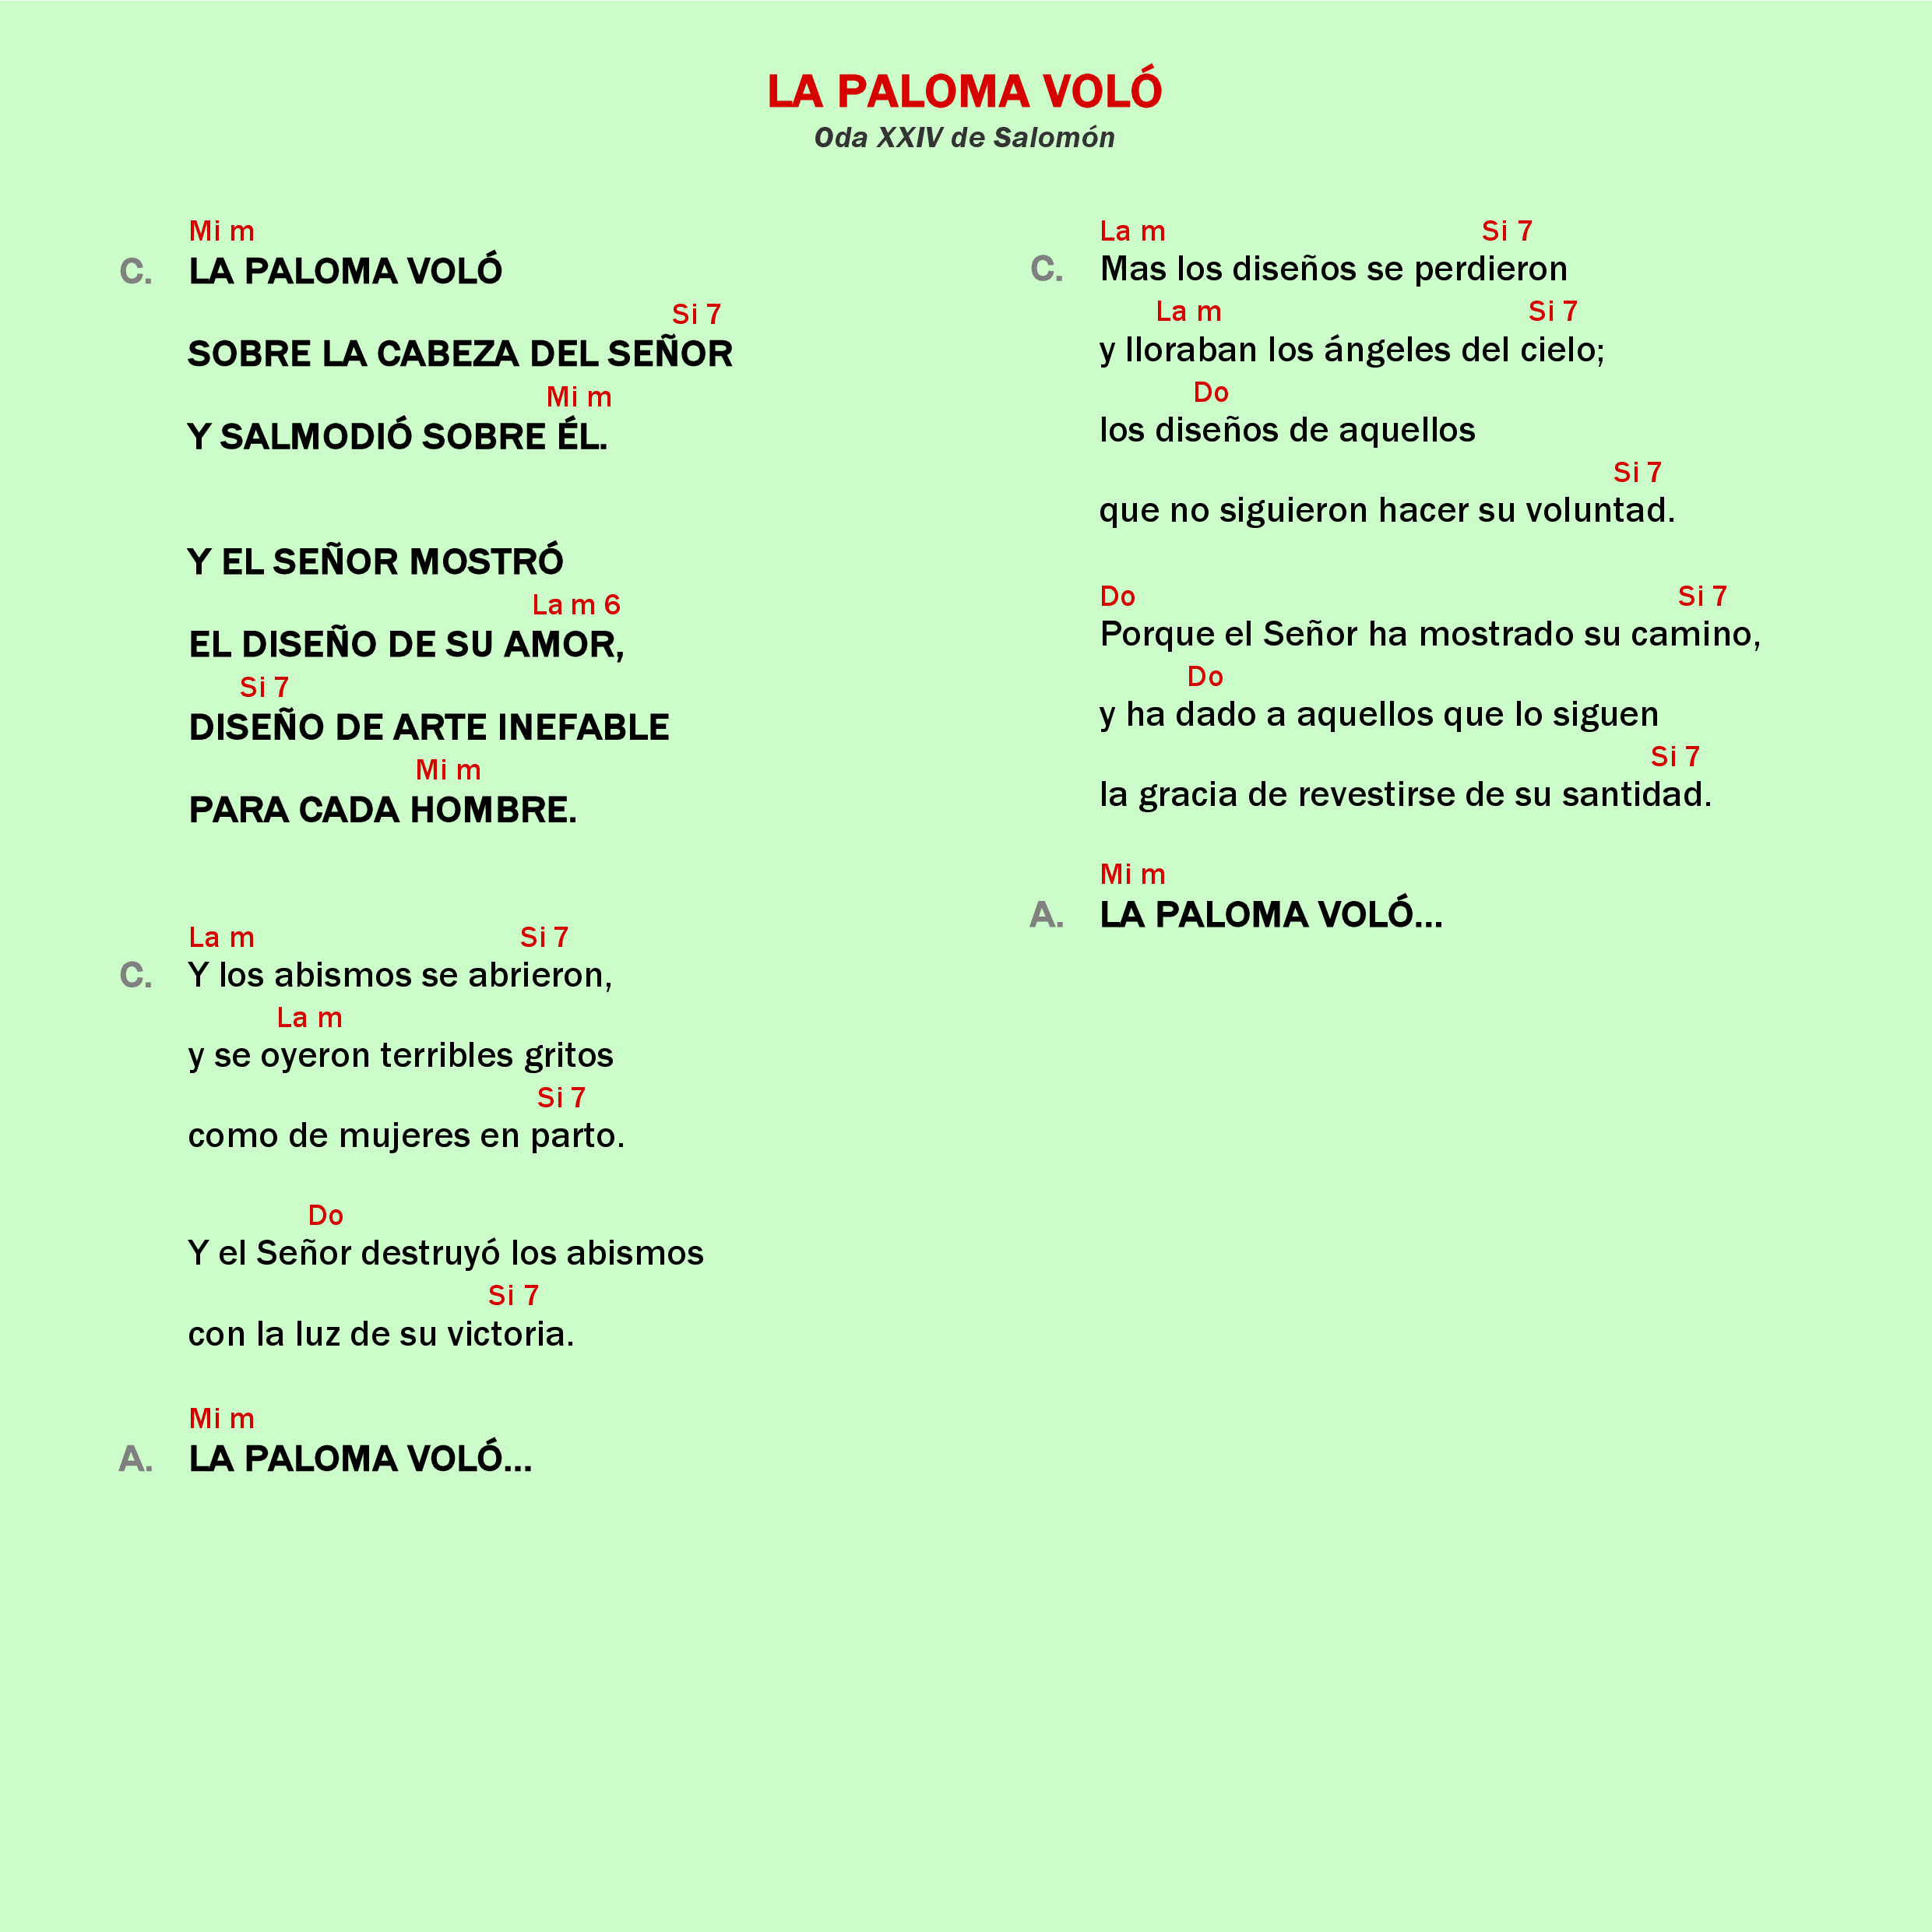 LA PALOMA VOLÓ
Oda XXIV de Salomón
Mi m
C. LA PALOMA VOLÓ
Si 7
SOBRE LA CABEZA DEL SEÑOR
Mi m
Y SALMODIÓ SOBRE ÉL.
Y EL SEÑOR MOSTRÓ
La m 6
EL DISEÑO DE SU AMOR,
Si 7
DISEÑO DE ARTE INEFABLE
Mi m
PARA CADA HOMBRE.
La m Si 7
C. Y los abismos se abrieron,
La m
y se oyeron terribles gritos
Si 7
como de mujeres en parto.
Do
Y el Señor destruyó los abismos
Si 7
con la luz de su victoria.
Mi m
A. LA PALOMA VOLÓ...
La m Si 7
C. Mas los diseños se perdieron
La m Si 7
y lloraban los ángeles del cielo;
Do
los diseños de aquellos
Si 7
que no siguieron hacer su voluntad.
Do Si 7
Porque el Señor ha mostrado su camino,
Do
y ha dado a aquellos que lo siguen
Si 7
la gracia de revestirse de su santidad.
Mi m
A. LA PALOMA VOLÓ...